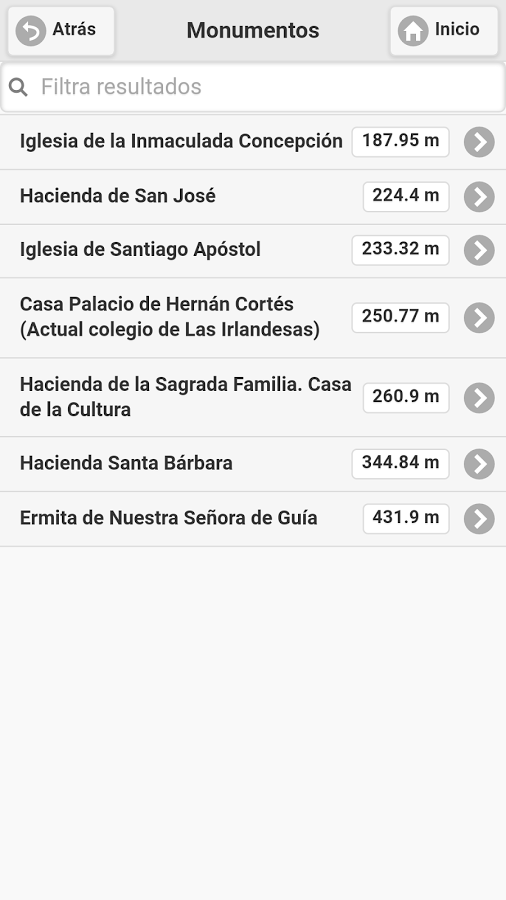 Atrás
Monumentos
Inicio
Filtra resultados
Iglesia de la Inmaculada Concepción 187.95 m
Hacienda de San José 224.4 m
Iglesia de Santiago Apóstol 233.32 m
Casa Palacio de Hernán Cortés
(Actual colegio de Las Irlandesas) 250.77 m
Hacienda de la Sagrada Familia. Casa
de la Cultura 260.9 m
Hacienda Santa Bárbara 344.84 m
Ermita de Nuestra Señora de Guía 431.9 m